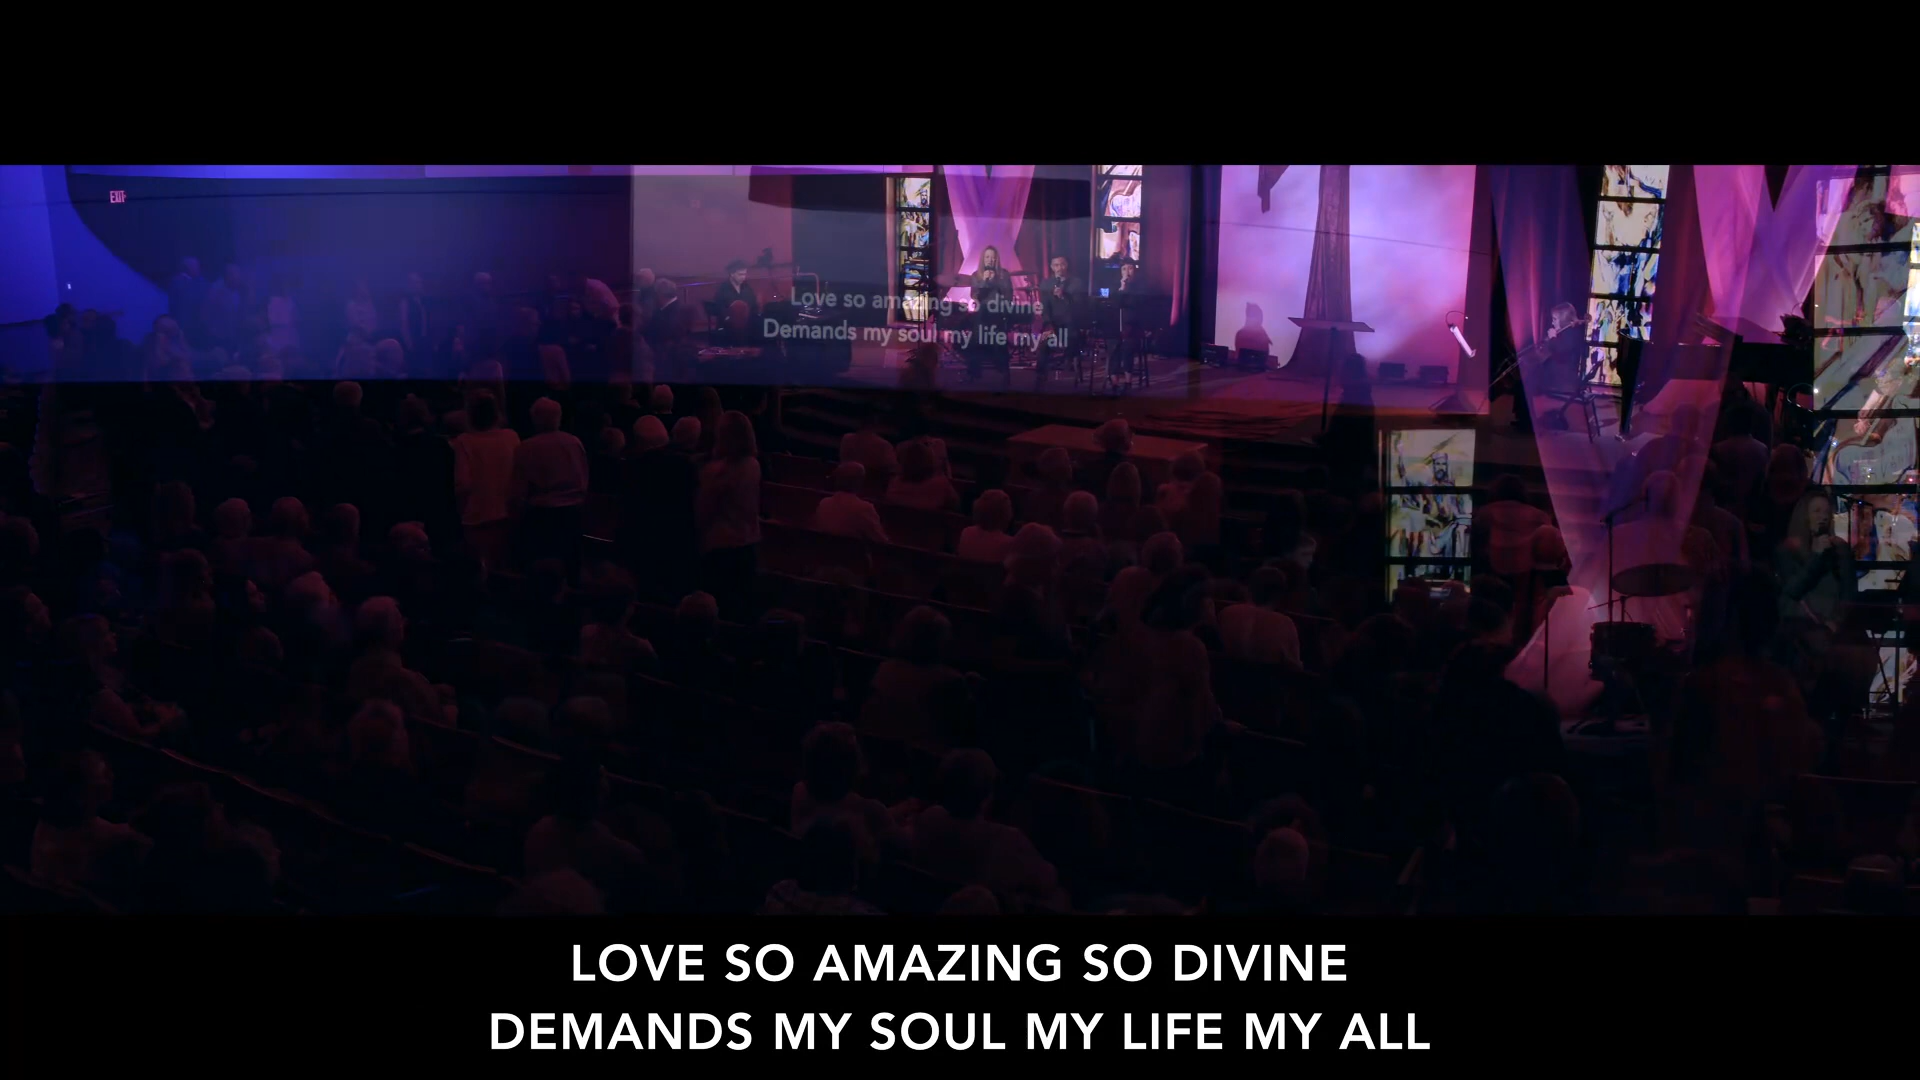 EXIT
Love so amazing so divine
Demands my soul my life my all
LOVE SO AMAZING SO DIVINE
DEMANDS MY SOUL MY LIFE MY ALL